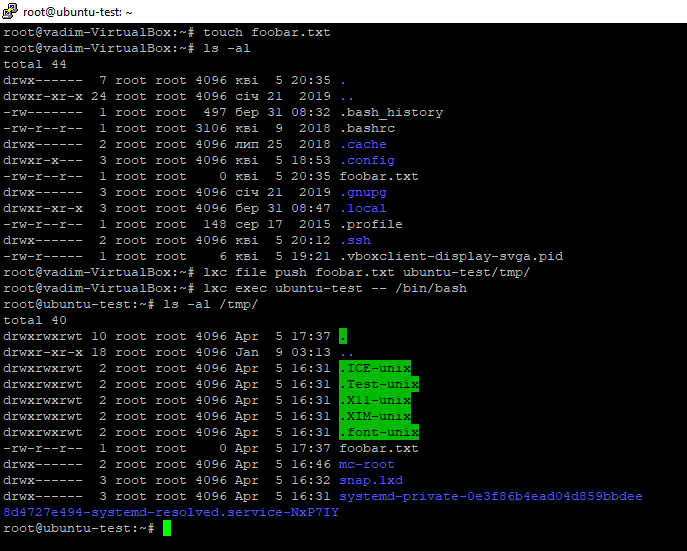 root@ubuntu-test: ~
root@vadim-VirtualBox:~# touch foobar.txt
root@vadim-VirtualBox:~# ls -al
total 44
drwx------  7 root root 4096 кві  5 20:35 .
drwxr-xr-x 24 root root 4096 січ 21  2019 ..
-rw-------  1 root root  497 бер 31 08:32 .bash_history
-rw-r--r--  1 root root 3106 кві  9  2018 .bashrc
drwx------  2 root root 4096 лип 25  2018 .cache
drwxr-x---  3 root root 4096 кві  5 18:53 .config
-rw-r--r--  1 root root    0 кві  5 20:35 foobar.txt
drwx------  3 root root 4096 січ 21  2019 .gnupg
drwxr-xr-x  3 root root 4096 бер 31 08:47 .local
-rw-r--r--  1 root root  148 сер 17  2015 .profile
drwx------  2 root root 4096 кві  5 20:12 .ssh
-rw-r-----  1 root root    6 кві  5 19:21 .vboxclient-display-svga.pid
root@vadim-VirtualBox:~# lxc file push foobar.txt ubuntu-test/tmp/
root@vadim-VirtualBox:~# lxc exec ubuntu-test -- /bin/bash
root@ubuntu-test:~# ls -al /tmp/
total 40
drwxrwxrwt 10 root root 4096 Apr  5 17:37 .
drwxr-xr-x 18 root root 4096 Jan  9 03:13 ..
drwxrwxrwt  2 root root 4096 Apr  5 16:31 .ICE-unix
drwxrwxrwt  2 root root 4096 Apr  5 16:31 .Test-unix
drwxrwxrwt  2 root root 4096 Apr  5 16:31 .X11-unix
drwxrwxrwt  2 root root 4096 Apr  5 16:31 .XIM-unix
drwxrwxrwt  2 root root 4096 Apr  5 16:31 .font-unix
-rw-r--r--  1 root root    0 Apr  5 17:37 foobar.txt
drwx------  2 root root 4096 Apr  5 16:46 mc-root
drwx------  3 root root 4096 Apr  5 16:32 snap.lxd
drwx------  3 root root 4096 Apr  5 16:31 systemd-private-0e3f86b4ead04d859bbdee
8d4727e494-systemd-resolved.service-NxP7IY
root@ubuntu-test:~#